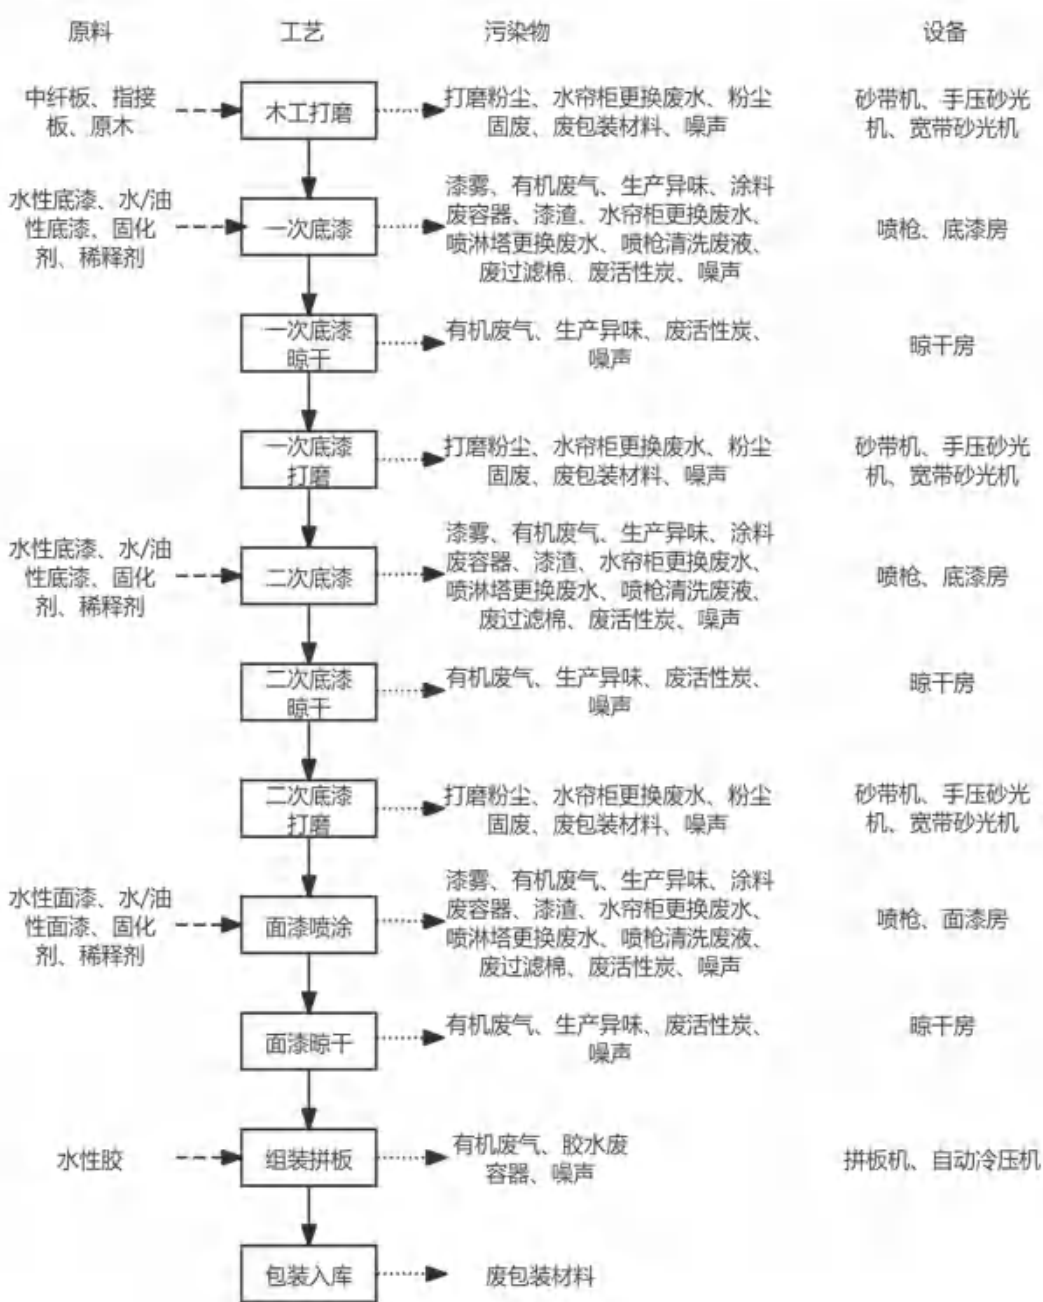 原料 工艺 污染物 设备
中纤板、指接
板、原木
木工打磨
打磨粉尘、水帘柜更换废水、粉尘
固废、废包装材料、噪声
砂带机、手压砂光
机、宽带砂光机
水性底漆、水/油
性底漆、固化
剂、稀释剂
一次底漆
漆雾、有机废气、生产异味、涂料
废容器、漆渣、水帘柜更换废水、
喷淋塔更换废水、喷枪清洗废液、
废过滤棉、废活性炭、噪声
喷枪、底漆房
一次底漆
晾干
有机废气、生产异味、废活性炭、
噪声
晾干房
一次底漆
打磨
打磨粉尘、水帘柜更换废水、粉尘
固废、废包装材料、噪声
砂带机、手压砂光
机、宽带砂光机
水性底漆、水/油
性底漆、固化
剂、稀释剂
二次底漆
漆雾、有机废气、生产异味、涂料
废容器、漆渣、水帘柜更换废水、
喷淋塔更换废水、喷枪清洗废液、
废过滤棉、废活性炭、噪声
喷枪、底漆房
二次底漆
晾干
有机废气、生产异味、废活性炭、
噪声
晾干房
二次底漆
打磨
打磨粉尘、水帘柜更换废水、粉尘
固废、废包装材料、噪声
砂带机、手压砂光
机、宽带砂光机
水性面漆、水/油
性面漆、固化
剂、稀释剂
面漆喷涂
漆雾、有机废气、生产异味、涂料
废容器、漆渣、水帘柜更换废水、
喷淋塔更换废水、喷枪清洗废液、
废过滤棉、废活性炭、噪声
喷枪、面漆房
面漆晾干
有机废气、生产异味、废活性炭、
噪声
晾干房
水性胶
组装拼板
有机废气、胶水废
容器、噪声
拼板机、自动冷压机
包装入库
废包装材料